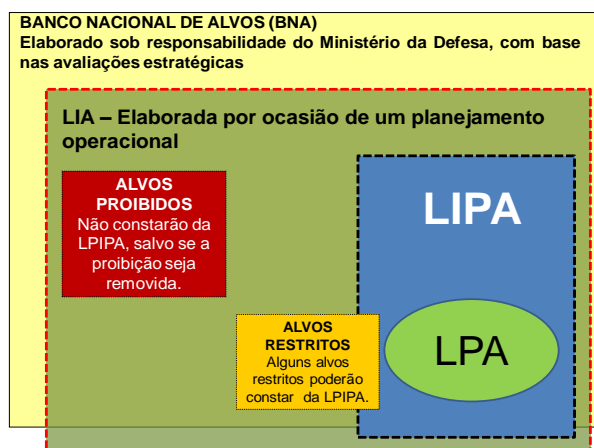 BANCO NACIONAL DE ALVOS (BNA)
Elaborado sob responsabilidade do Ministério da Defesa, com base
nas avaliações estratégicas
LIA – Elaborada por ocasião de um planejamento
operacional
ALVOS
PROIBIDOS
Não constarão da
LPIPA, salvo se a
proibição seja
removida.
LIPA
ALVOS
RESTRITOS
Alguns alvos
restritos poderão
constar da LPIPA.
LPA